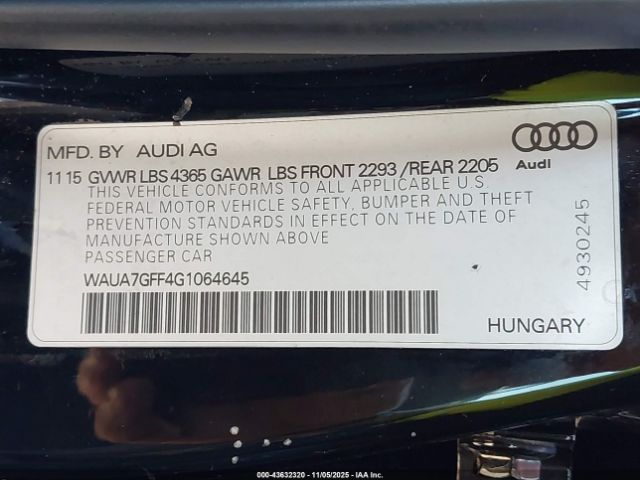 MFD. BY AUDI AG
11 15 GVWR LBS 4365 GAWR LBS FRONT 2293 /REAR 2205
THIS VEHICLE CONFORMS TO ALL APPLICABLE U.S.
FEDERAL MOTOR VEHICLE SAFETY, BUMPER AND THEFT
PREVENTION STANDARDS IN EFFECT ON THE DATE OF
MANUFACTURE SHOWN ABOVE
PASSENGER CAR
WAUA7GFF4G1064645
Audi
4930245
HUNGARY
000-43632320 - 11/05/2025 - IAA Inc.